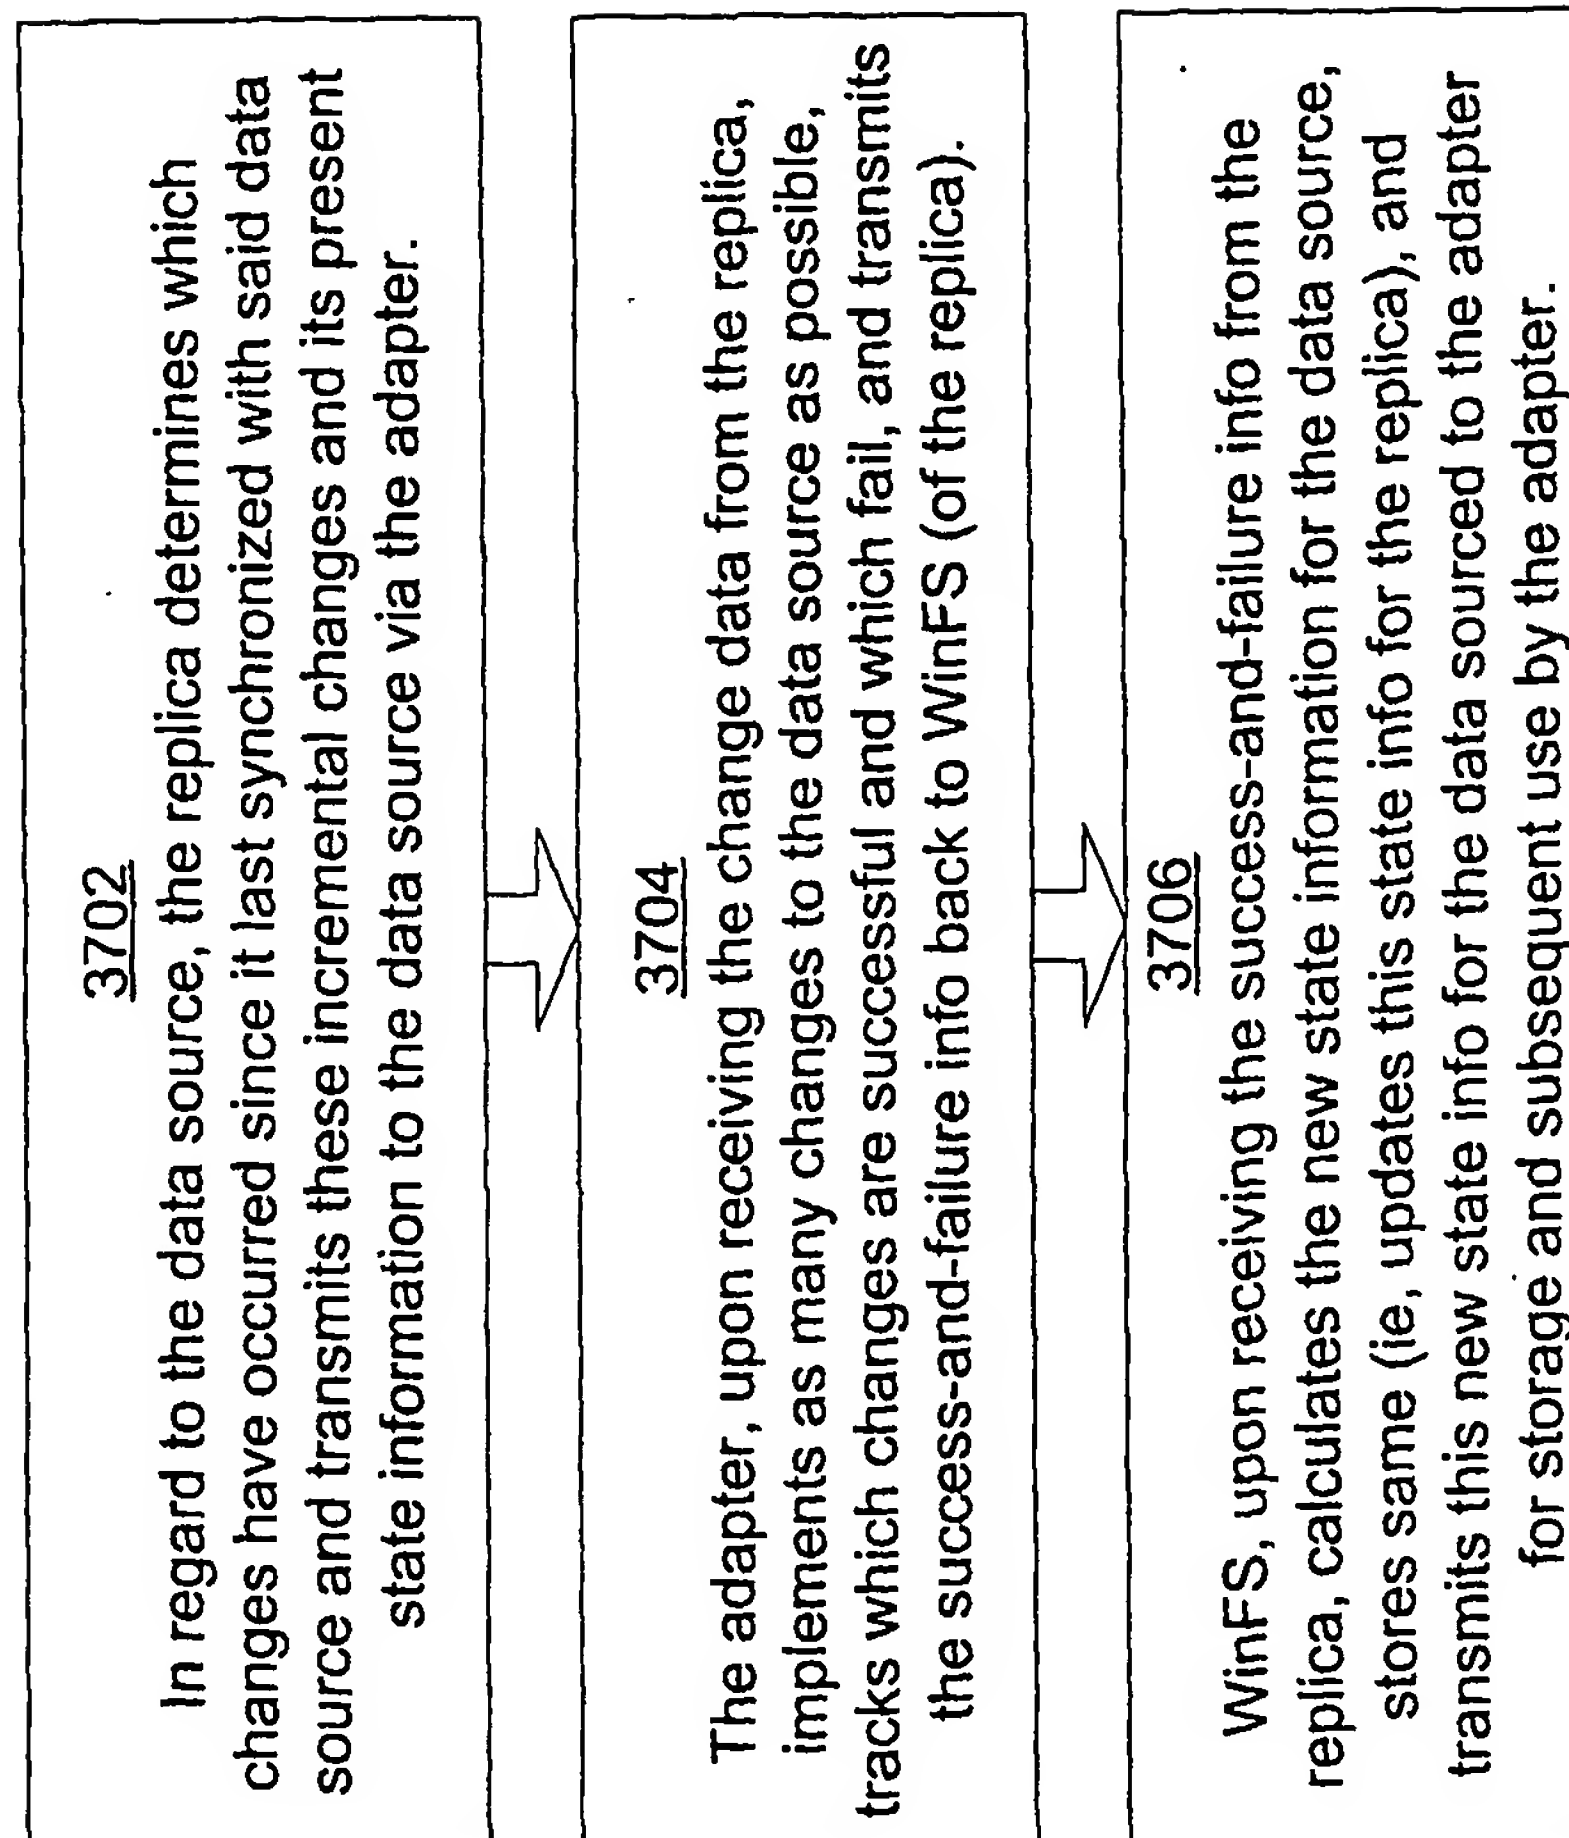 3702
In regard to the data source, the replica determines which
changes have occurred since it last synchronized with said data
source and transmits these incremental changes and its present
state information to the data source via the adapter.
3704
The adapter, upon receiving the change data from the replica,
implements as many changes to the data source as possible,
tracks which changes are successful and which fail, and transmits
the success-and-failure info back to WinFS (of the replica).
3706
WinFS, upon receiving the success-and-failure info from the
replica, calculates the new state information for the data source,
stores same (ie, updates this state info for the replica), and
transmits this new state info for the data sourced to the adapter
for storage and subsequent use by the adapter.